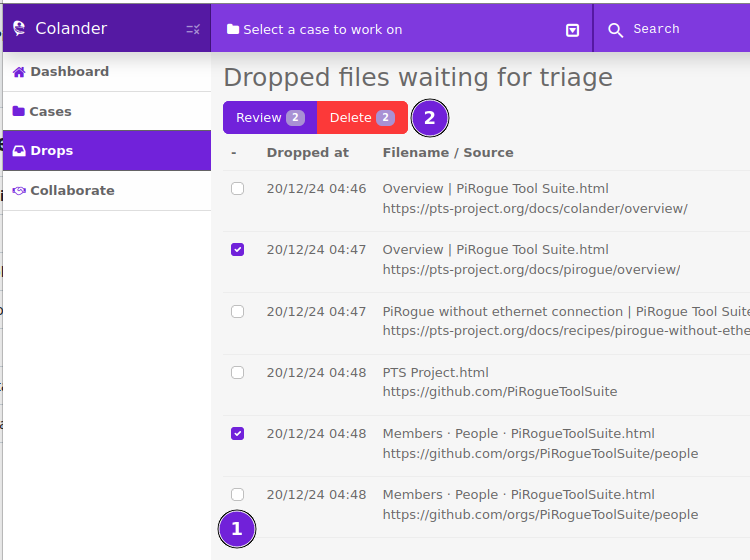 Colander
Select a case to work on
Search
Dashboard
Cases
Drops
Collaborate
Dropped files waiting for triage
Review 2
Delete 2
2
- Dropped at Filename / Source
20/12/24 04:46 Overview | PiRogue Tool Suite.html
https://pts-project.org/docs/colander/overview/
20/12/24 04:47 Overview | PiRogue Tool Suite.html
https://pts-project.org/docs/pirogue/overview/
20/12/24 04:47 PiRogue without ethernet connection | PiRogue Tool Suite
https://pts-project.org/docs/recipes/pirogue-without-ethe
20/12/24 04:48 PTS Project.html
https://github.com/PiRogueToolSuite
20/12/24 04:48 Members · People · PiRogueToolSuite.html
https://github.com/orgs/PiRogueToolSuite/people
20/12/24 04:48 Members · People · PiRogueToolSuite.html
https://github.com/orgs/PiRogueToolSuite/people
1